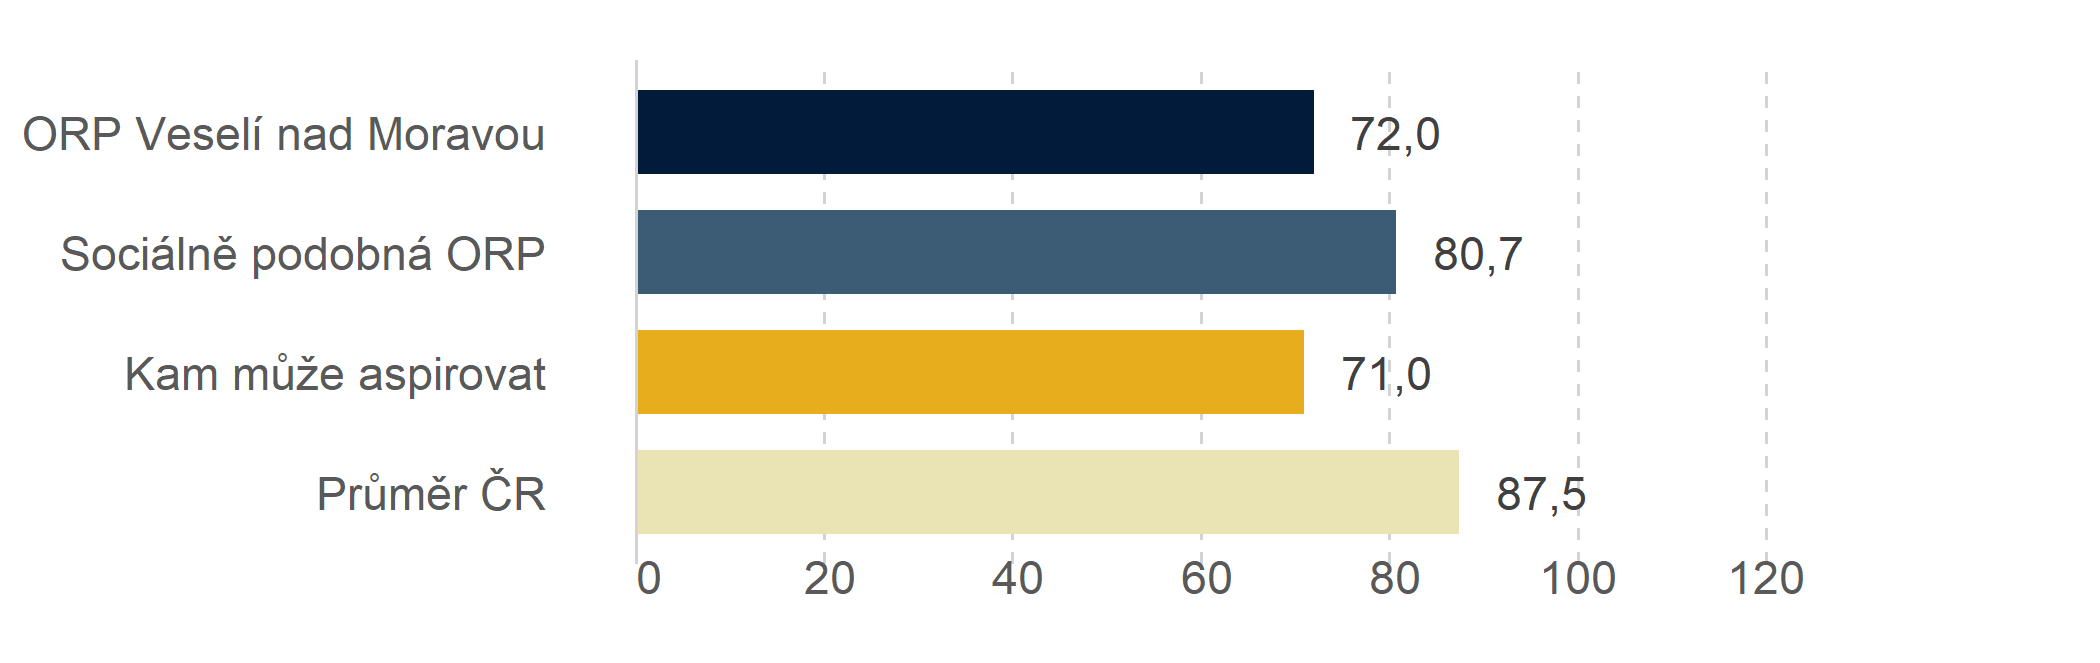 ORP Veselí nad Moravou 72,0
Sociálně podobná ORP 80,7
Kam může aspirovat 71,0
Průměr ČR 87,5
0 20 40 60 80 100 120